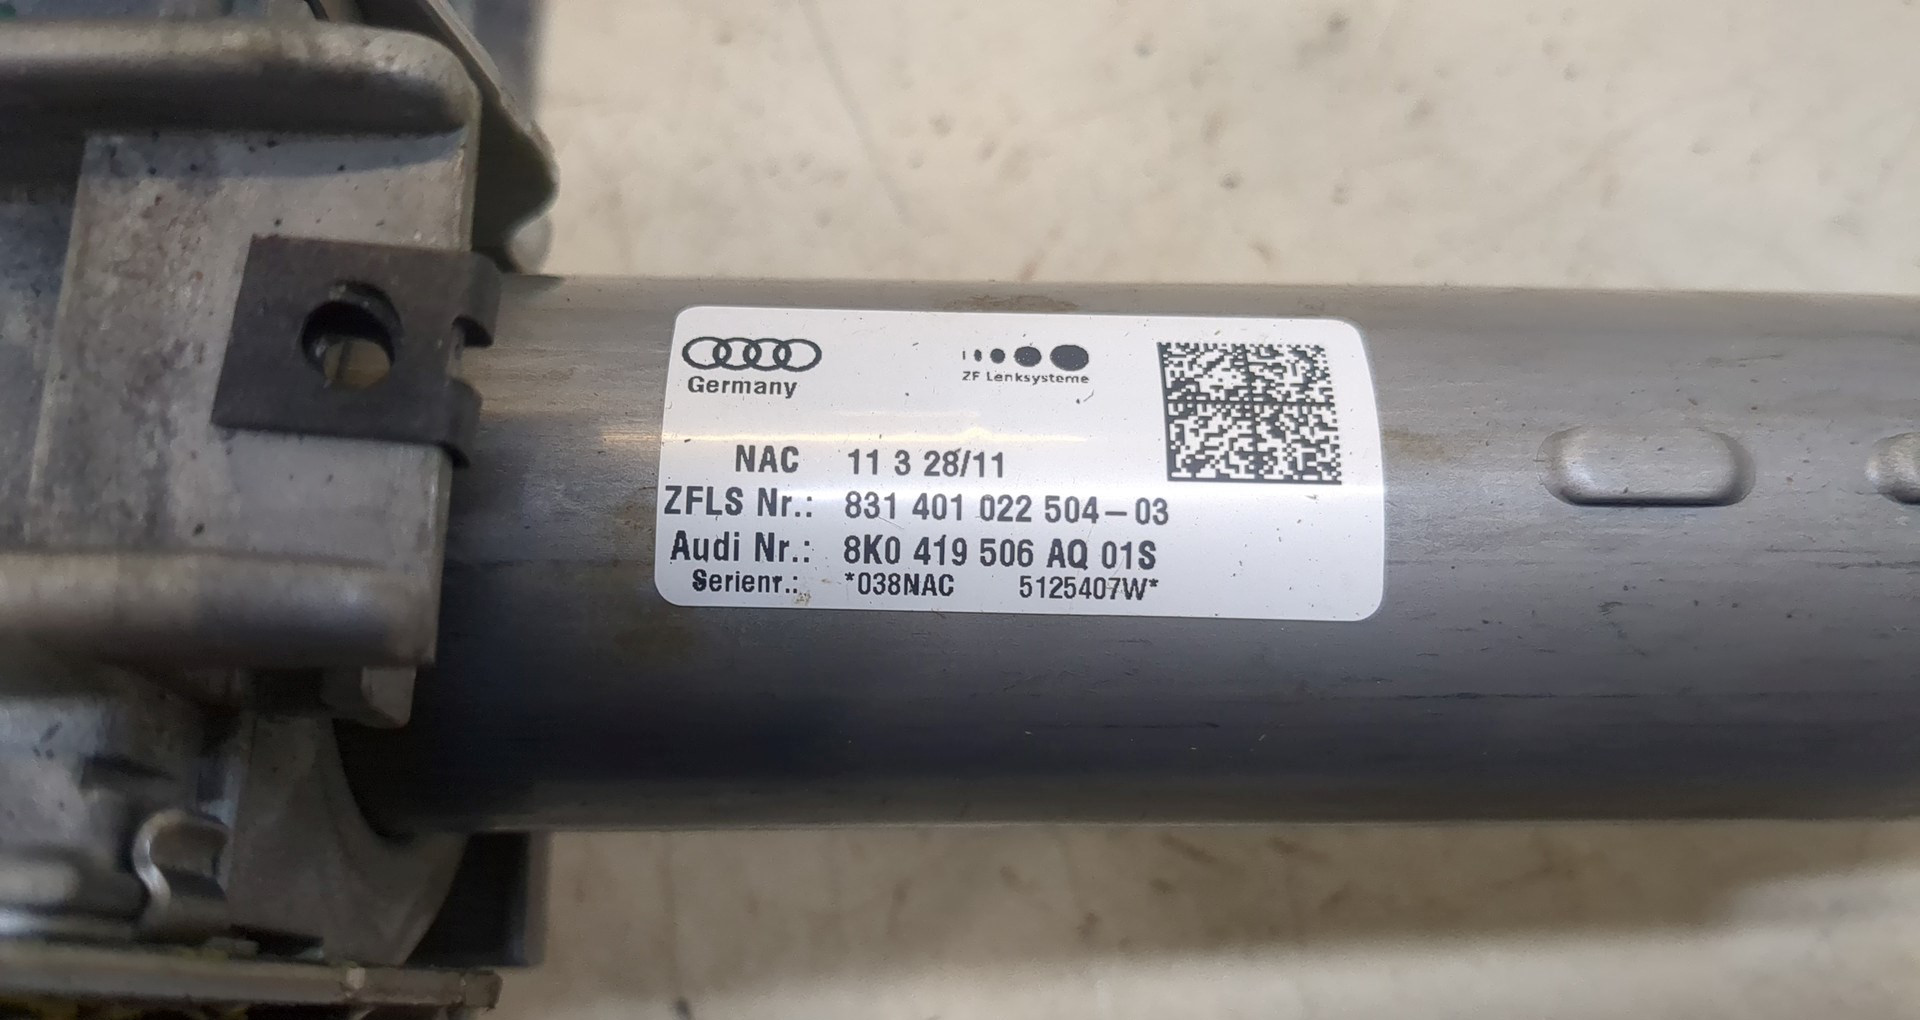 Germany
ZF Lenksysteme
NAC 11 3 28/11
ZFLS Nr.: 831 401 022 504-03
Audi Nr.: 8K0 419 506 AQ 01S
Serienr.: *038NAC 5125407W*